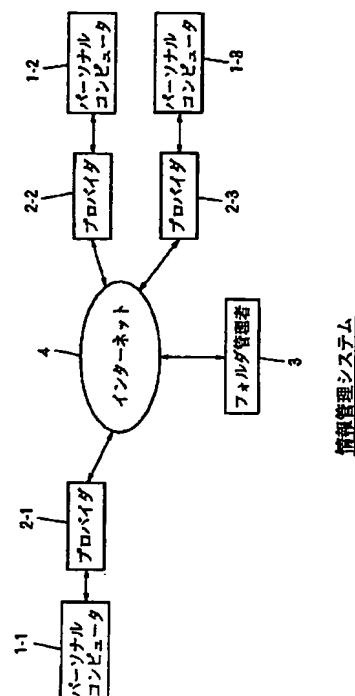 1-1
パーソナル
コンピュータ
2-1
プロバイダ
4
インターネット
フォルダ管理者
3
2-2
プロバイダ
1-2
パーソナル
コンピュータ
2-3
プロバイダ
1-3
パーソナル
コンピュータ
情報管理システム